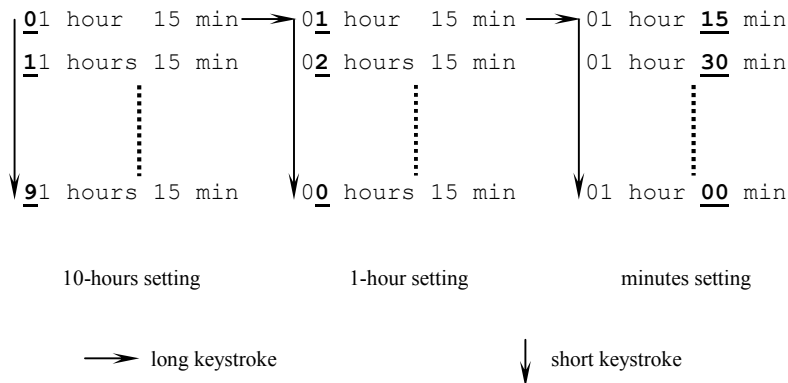 01 hour 15 min 01 hour 15 min 01 hour 15 min
11 hours 15 min 02 hours 15 min 01 hour 30 min
91 hours 15 min 00 hours 15 min 01 hour 00 min
10-hours setting 1-hour setting minutes setting
long keystroke short keystroke